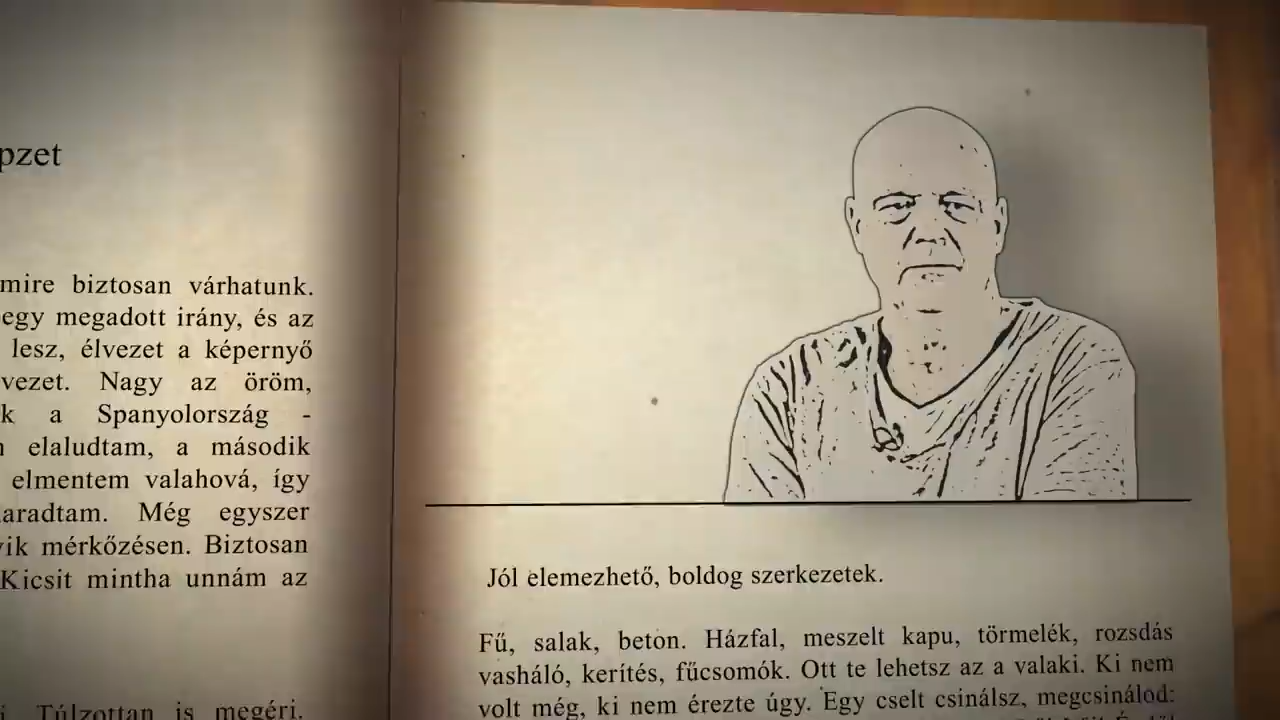 pzet
mire biztosan várhatunk.
egy megadott irány, és az
lesz, élvezet a képernyő
vezet. Nagy az öröm,
k a Spanyolország -
elaludtam, a második
elmentem valahová, így
aradtam. Még egyszer
ik mérkőzésen. Biztosan
Kicsit mintha unnám az
Túlzottan is megéri.
Jól elemezhető, boldog szerkezetek.
Fű, salak, beton. Házfal, meszelt kapu, törmelék, rozsdás
vasháló, kerítés, fűcsomók. Ott te lehetsz az a valaki. Ki nem
volt még, ki nem érezte úgy. Egy cselt csinálsz, megcsinálod: